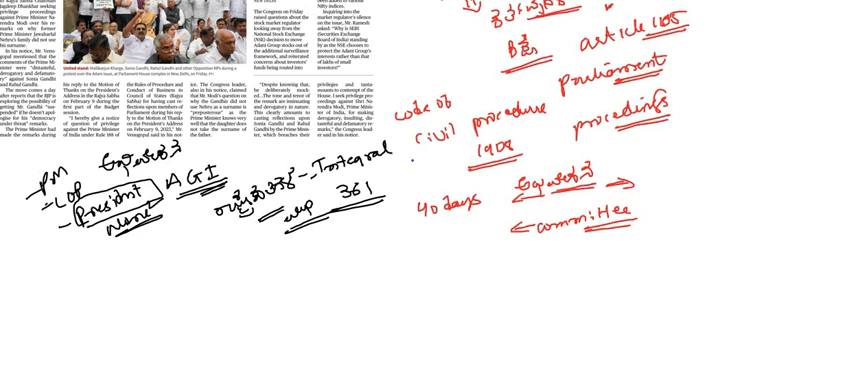 Jagdeep Dhankhar seeking
privilege proceedings
against Prime Minister Na-
rendra Modi over his re-
marks on why former
Prime Minister Jawaharlal
Nehru's family did not use
his surname.
In his notice, Mr. Venu-
gopal mentioned that the
comments of the Prime Mi-
nister were "distasteful,
derogatory and defamato-
ry" against Sonia Gandhi
and Rahul Gandhi.
The move comes a day
after reports that the BJP is
exploring the possibility of
getting Mr. Gandhi "sus-
pended" if he doesn't apol-
ogise for his "democracy
under threat" remarks.
The Prime Minister had
made the remarks during
United stand: Mallikarjun Kharge, Sonia Gandhi, Rahul Gandhi and other Opposition MPs during a
protest over the Adani issue, at Parliament House complex in New Delhi, on Friday.
his reply to the Motion of
Thanks on the President's
Address in the Rajya Sabha
on February 9 during the
first part of the Budget
session.
"I hereby give a notice
of question of privilege
against the Prime Minister
of India under Rule 188 of
the Rules of Procedure and
Conduct of Business in
Council of States (Rajya
Sabha) for having cast re-
flections upon members of
Parliament during his rep-
ly to the Motion of Thanks
on the President's Address
on February 9, 2023," Mr.
Venugopal said in his not-
ice. The Congress leader,
also in his notice, claimed
that Mr. Modi's question on
why the Gandhis did not
use Nehru as surname is
"preposterous" as the
Prime Minister knows very
well that the daughter does
not take the surname of
the father.
NEW DELHI
The Congress on Friday
raised questions about the
stock market regulator
looking away from the
National Stock Exchange
(NSE) decision to move
Adani Group stocks out of
the additional surveillance
framework, and reiterated
concerns about investors'
funds being routed into
Nifty indices.
Inquiring into the
market regulator's silence
on the issue, Mr. Ramesh
asked: "Why is SEBI
(Securities Exchange
Board of India) standing
by as the NSE chooses to
protect the Adani Group's
interests rather than that
of lakhs of small
investors?"
"Despite knowing that,
he deliberately mock-
ed...The tone and tenor of
the remark are insinuating
and derogatory in nature.
This clearly amounts to
casting reflections upon
Sonia Gandhi and Rahul
Gandhi by the Prime Minis-
ter, which breaches their
privileges and tanta-
mounts to contempt of the
House. I seek privilege pro-
ceedings against Shri Na-
rendra Modi, Prime Minis-
ter of India, for making
derogatory, insulting, dis-
tasteful and defamatory re-
marks," the Congress lead-
er said in his notice.
article 105
parliament
procedings
code of
civil procedure
1908
40 days
committee
PM
LOP
President
AGI
Integral
361